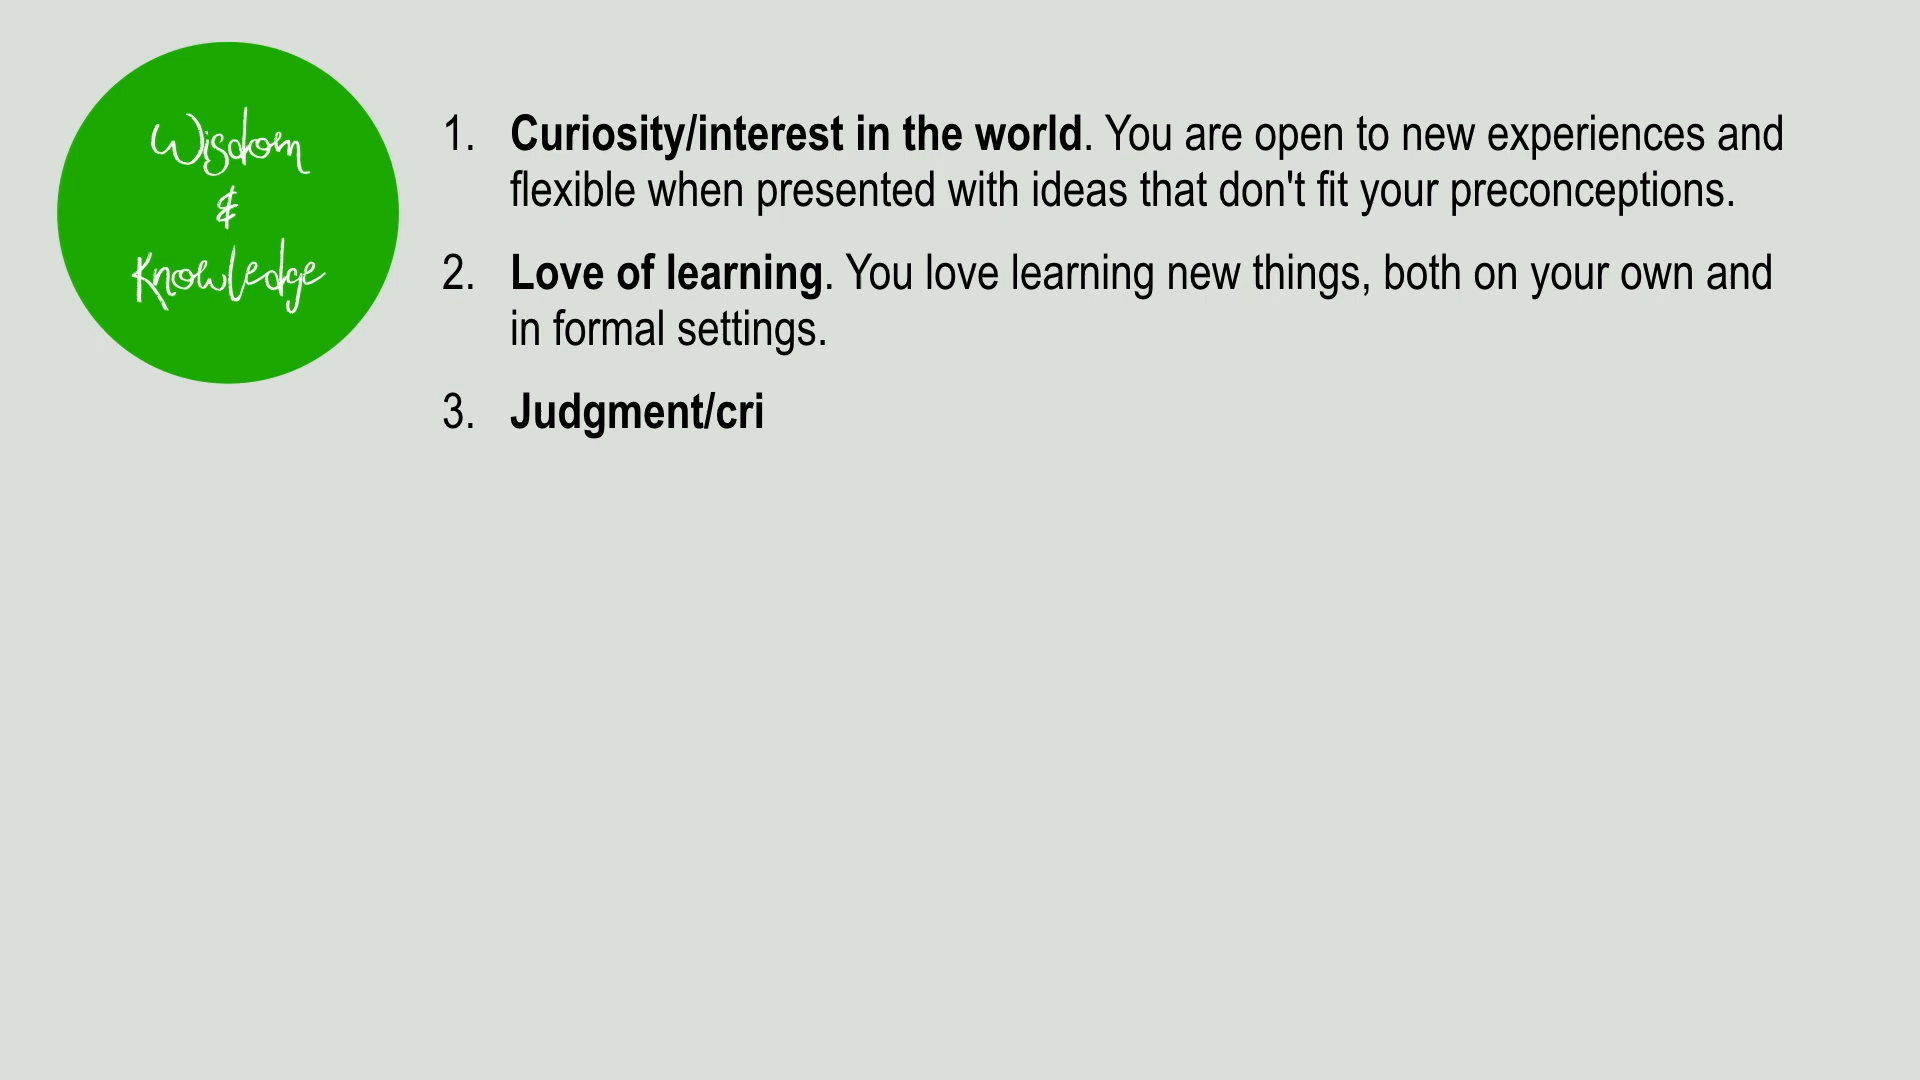 Wisdom
&
Knowledge
1. Curiosity/interest in the world. You are open to new experiences and
flexible when presented with ideas that don't fit your preconceptions.
2. Love of learning. You love learning new things, both on your own and
in formal settings.
3. Judgment/cri